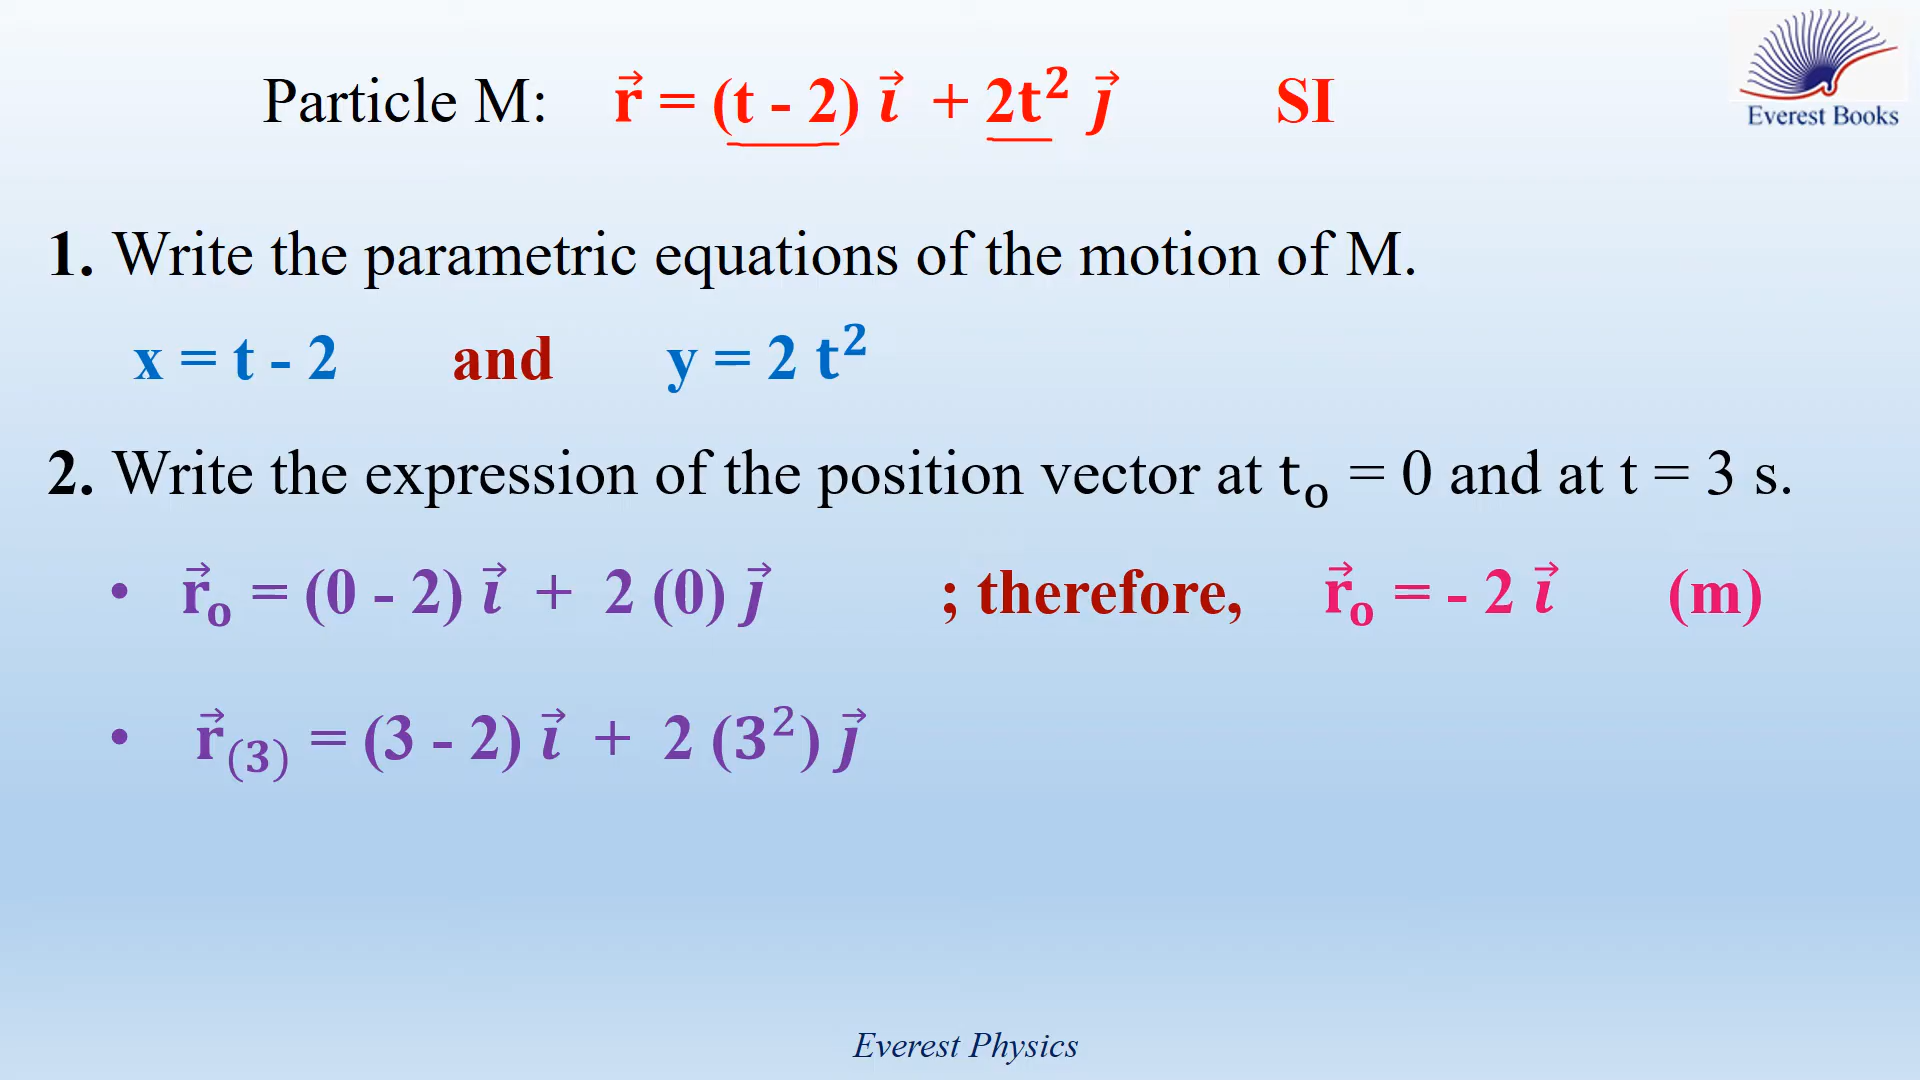 Particle M: r⃗ = (t - 2) i⃗ + 2t² j⃗ SI
Everest Books
1. Write the parametric equations of the motion of M.
x = t - 2 and y = 2 t²
2. Write the expression of the position vector at tₒ = 0 and at t = 3 s.
• r⃗ₒ = (0 - 2) i⃗ + 2 (0) j⃗ ; therefore, r⃗ₒ = - 2 i⃗ (m)
• r⃗₍₃₎ = (3 - 2) i⃗ + 2 (3²) j⃗
Everest Physics